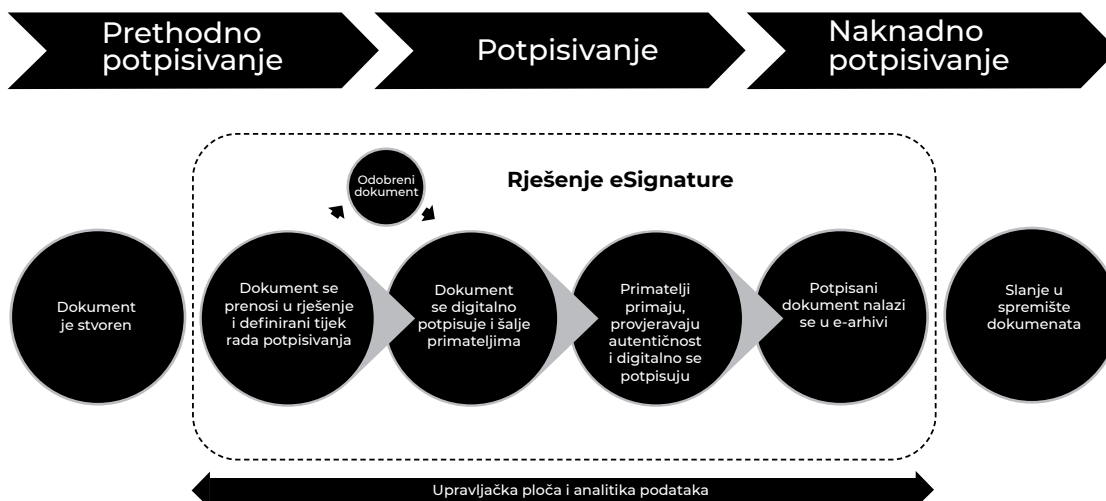 Prethodno
potpisivanje
Potpisivanje
Naknadno
potpisivanje
Odobreni
dokument
Rješenje eSignature
Dokument
je stvoren
Dokument se
prenosi u rješenje
i definirani tijek
rada potpisivanja
Dokument
se digitalno
potpisuje i šalje
primateljima
Primatelji
primaju,
provjeravaju
autentičnost
i digitalno se
potpisuju
Potpisani
dokument nalazi
se u e-arhivi
Slanje u
spremište
dokumenata
Upravljačka ploča i analitika podataka